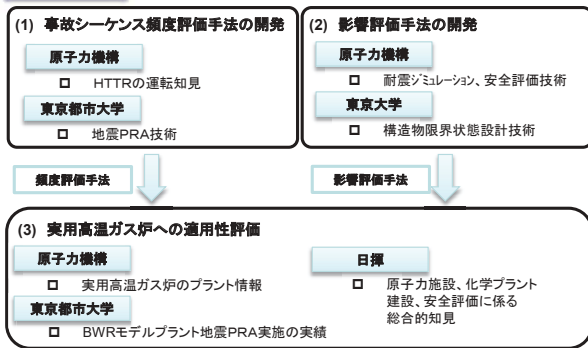 (1) 事故シーケンス頻度評価手法の開発
原子力機構
□ HTTRの運転知見
東京都市大学
□ 地震PRA技術
(2) 影響評価手法の開発
原子力機構
□ 耐震シミュレーション、安全評価技術
東京大学
□ 構造物限界状態設計技術
頻度評価手法
影響評価手法
(3) 実用高温ガス炉への適用性評価
原子力機構
□ 実用高温ガス炉のプラント情報
東京都市大学
□ BWRモデルプラント地震PRA実施の実績
日揮
□ 原子力施設、化学プラント
建設、安全評価に係る
総合的知見